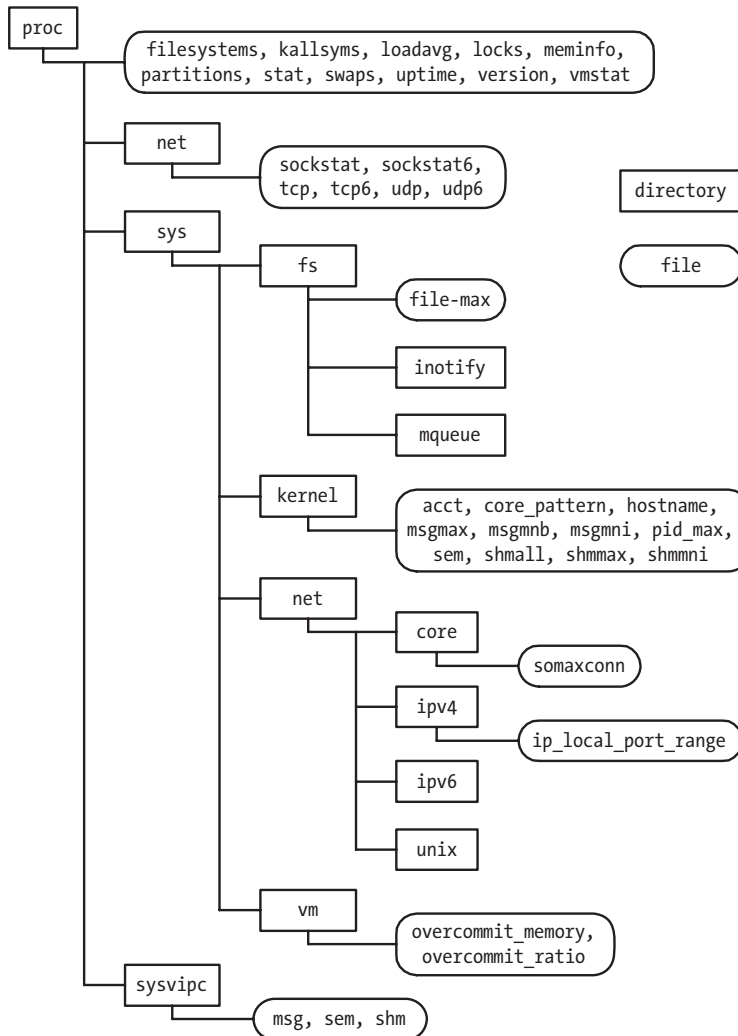 proc
filesystems, kallsyms, loadavg, locks, meminfo,
partitions, stat, swaps, uptime, version, vmstat
net
sockstat, sockstat6,
tcp, tcp6, udp, udp6
directory
sys
fs
file
file-max
inotify
mqueue
kernel
acct, core_pattern, hostname,
msgmax, msgmnb, msgmni, pid_max,
sem, shmall, shmmax, shmmni
net
core
somaxconn
ipv4
ip_local_port_range
ipv6
unix
vm
overcommit_memory,
overcommit_ratio
sysvipc
msg, sem, shm